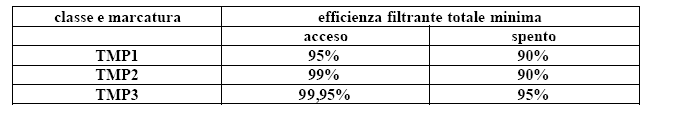 classe e marcatura efficienza filtrante totale minima
acceso spento
TMP1 95% 90%
TMP2 99% 90%
TMP3 99,95% 95%